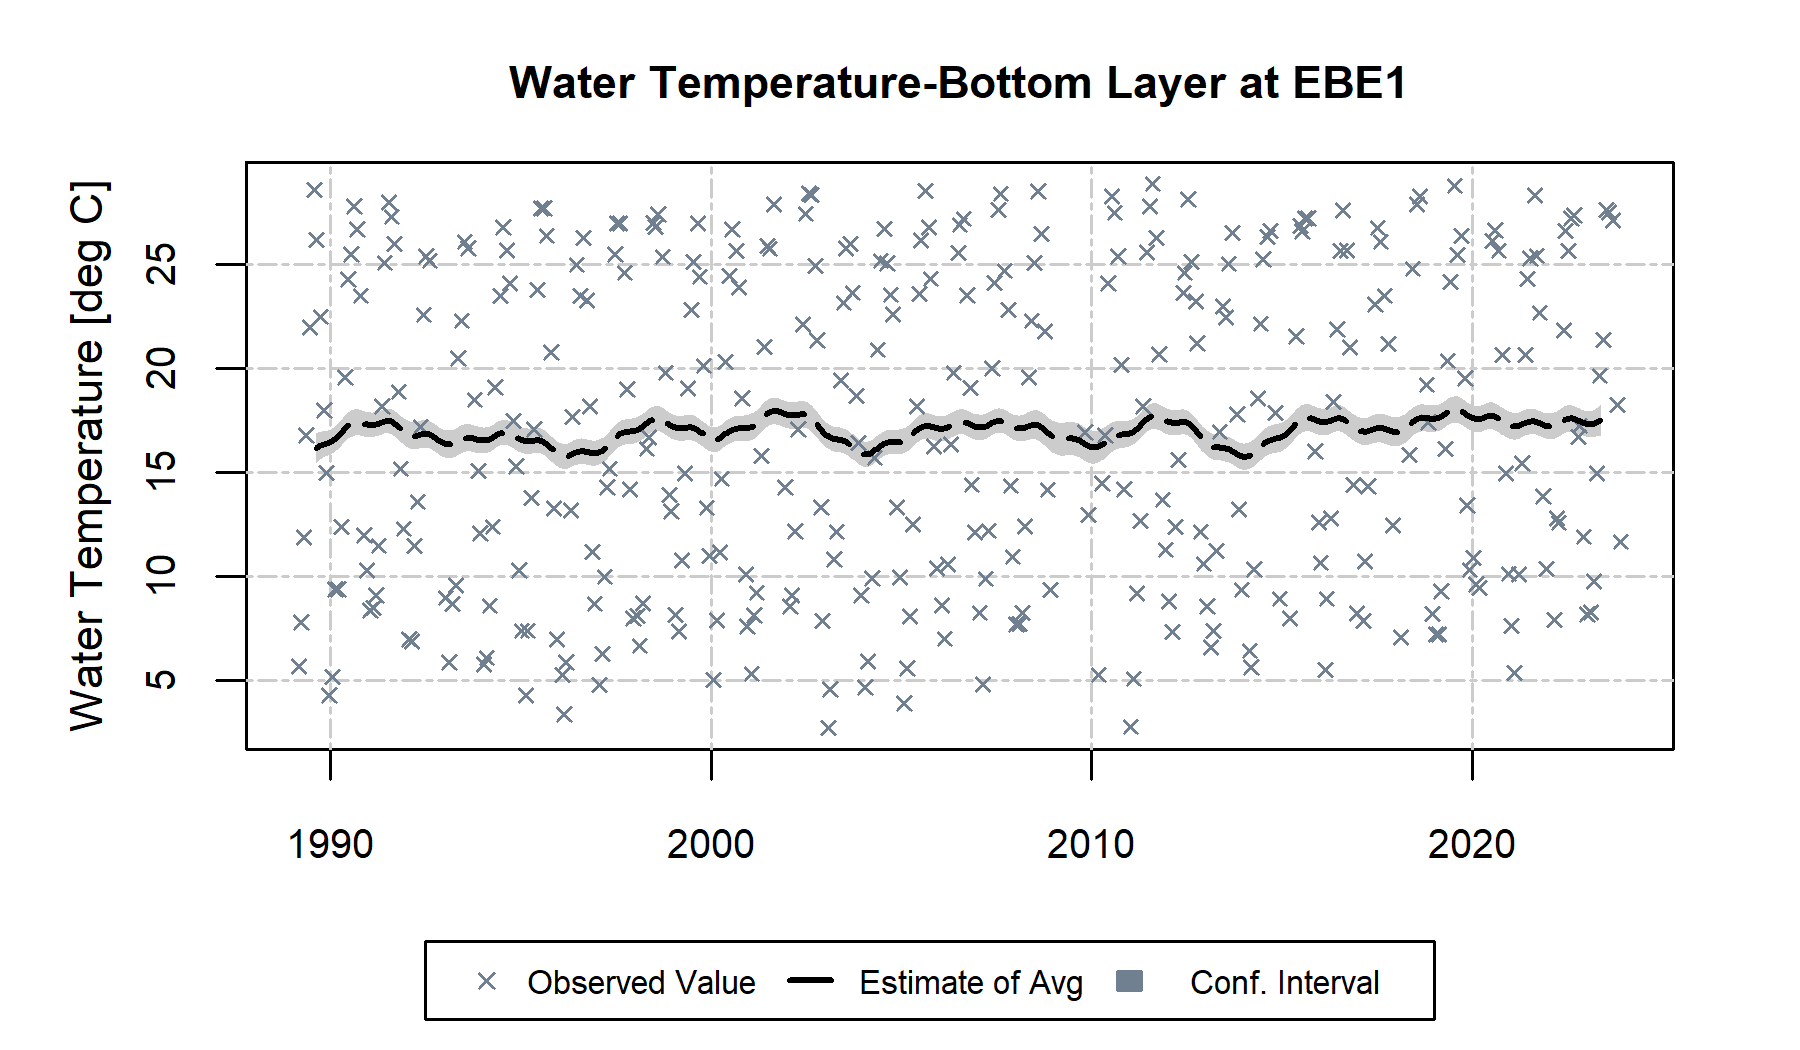 Water Temperature-Bottom Layer at EBE1
Water Temperature [deg C]
25
20
15
10
5
1990 2000 2010 2020
Observed Value Estimate of Avg Conf. Interval